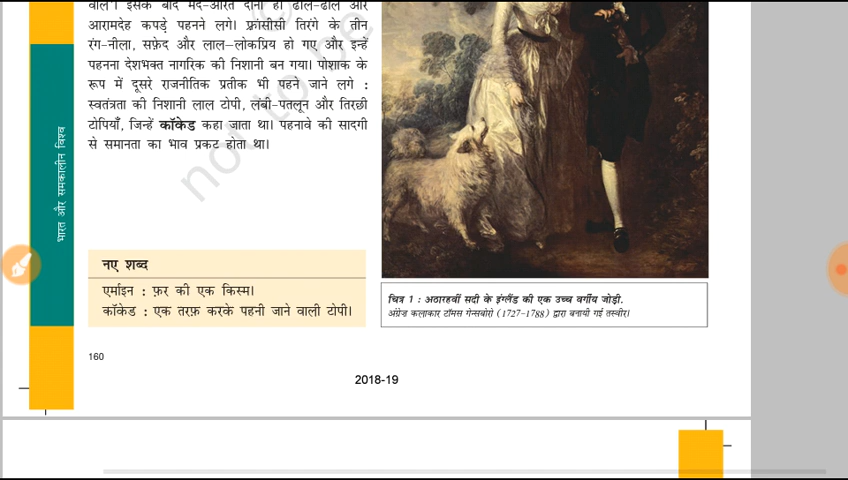 वाले। इसके बाद मर्द-औरत दोनों ही ढीले-ढाले और
आरामदेह कपड़े पहनने लगे। फ़्रांसीसी तिरंगे के तीन
रंग-नीला, सफ़ेद और लाल-लोकप्रिय हो गए और इन्हें
पहनना देशभक्त नागरिक की निशानी बन गया। पोशाक के
रूप में दूसरे राजनीतिक प्रतीक भी पहने जाने लगे :
स्वतंत्रता की निशानी लाल टोपी, लंबी-पतलून और तिरछी
टोपियाँ, जिन्हें कॉकेड कहा जाता था। पहनावे की सादगी
से समानता का भाव प्रकट होता था।
not to be
भारत और समकालीन विश्व
नए शब्द
एर्माइन : फ़र की एक किस्म।
कॉकेड : एक तरफ़ करके पहनी जाने वाली टोपी।
चित्र 1 : अठारहवीं सदी के इंग्लैंड की एक उच्च वर्गीय जोड़ी.
अंग्रेज़ कलाकार टॉमस गेन्सबोरो (1727-1788) द्वारा बनायी गई तस्वीर।
160
2018-19